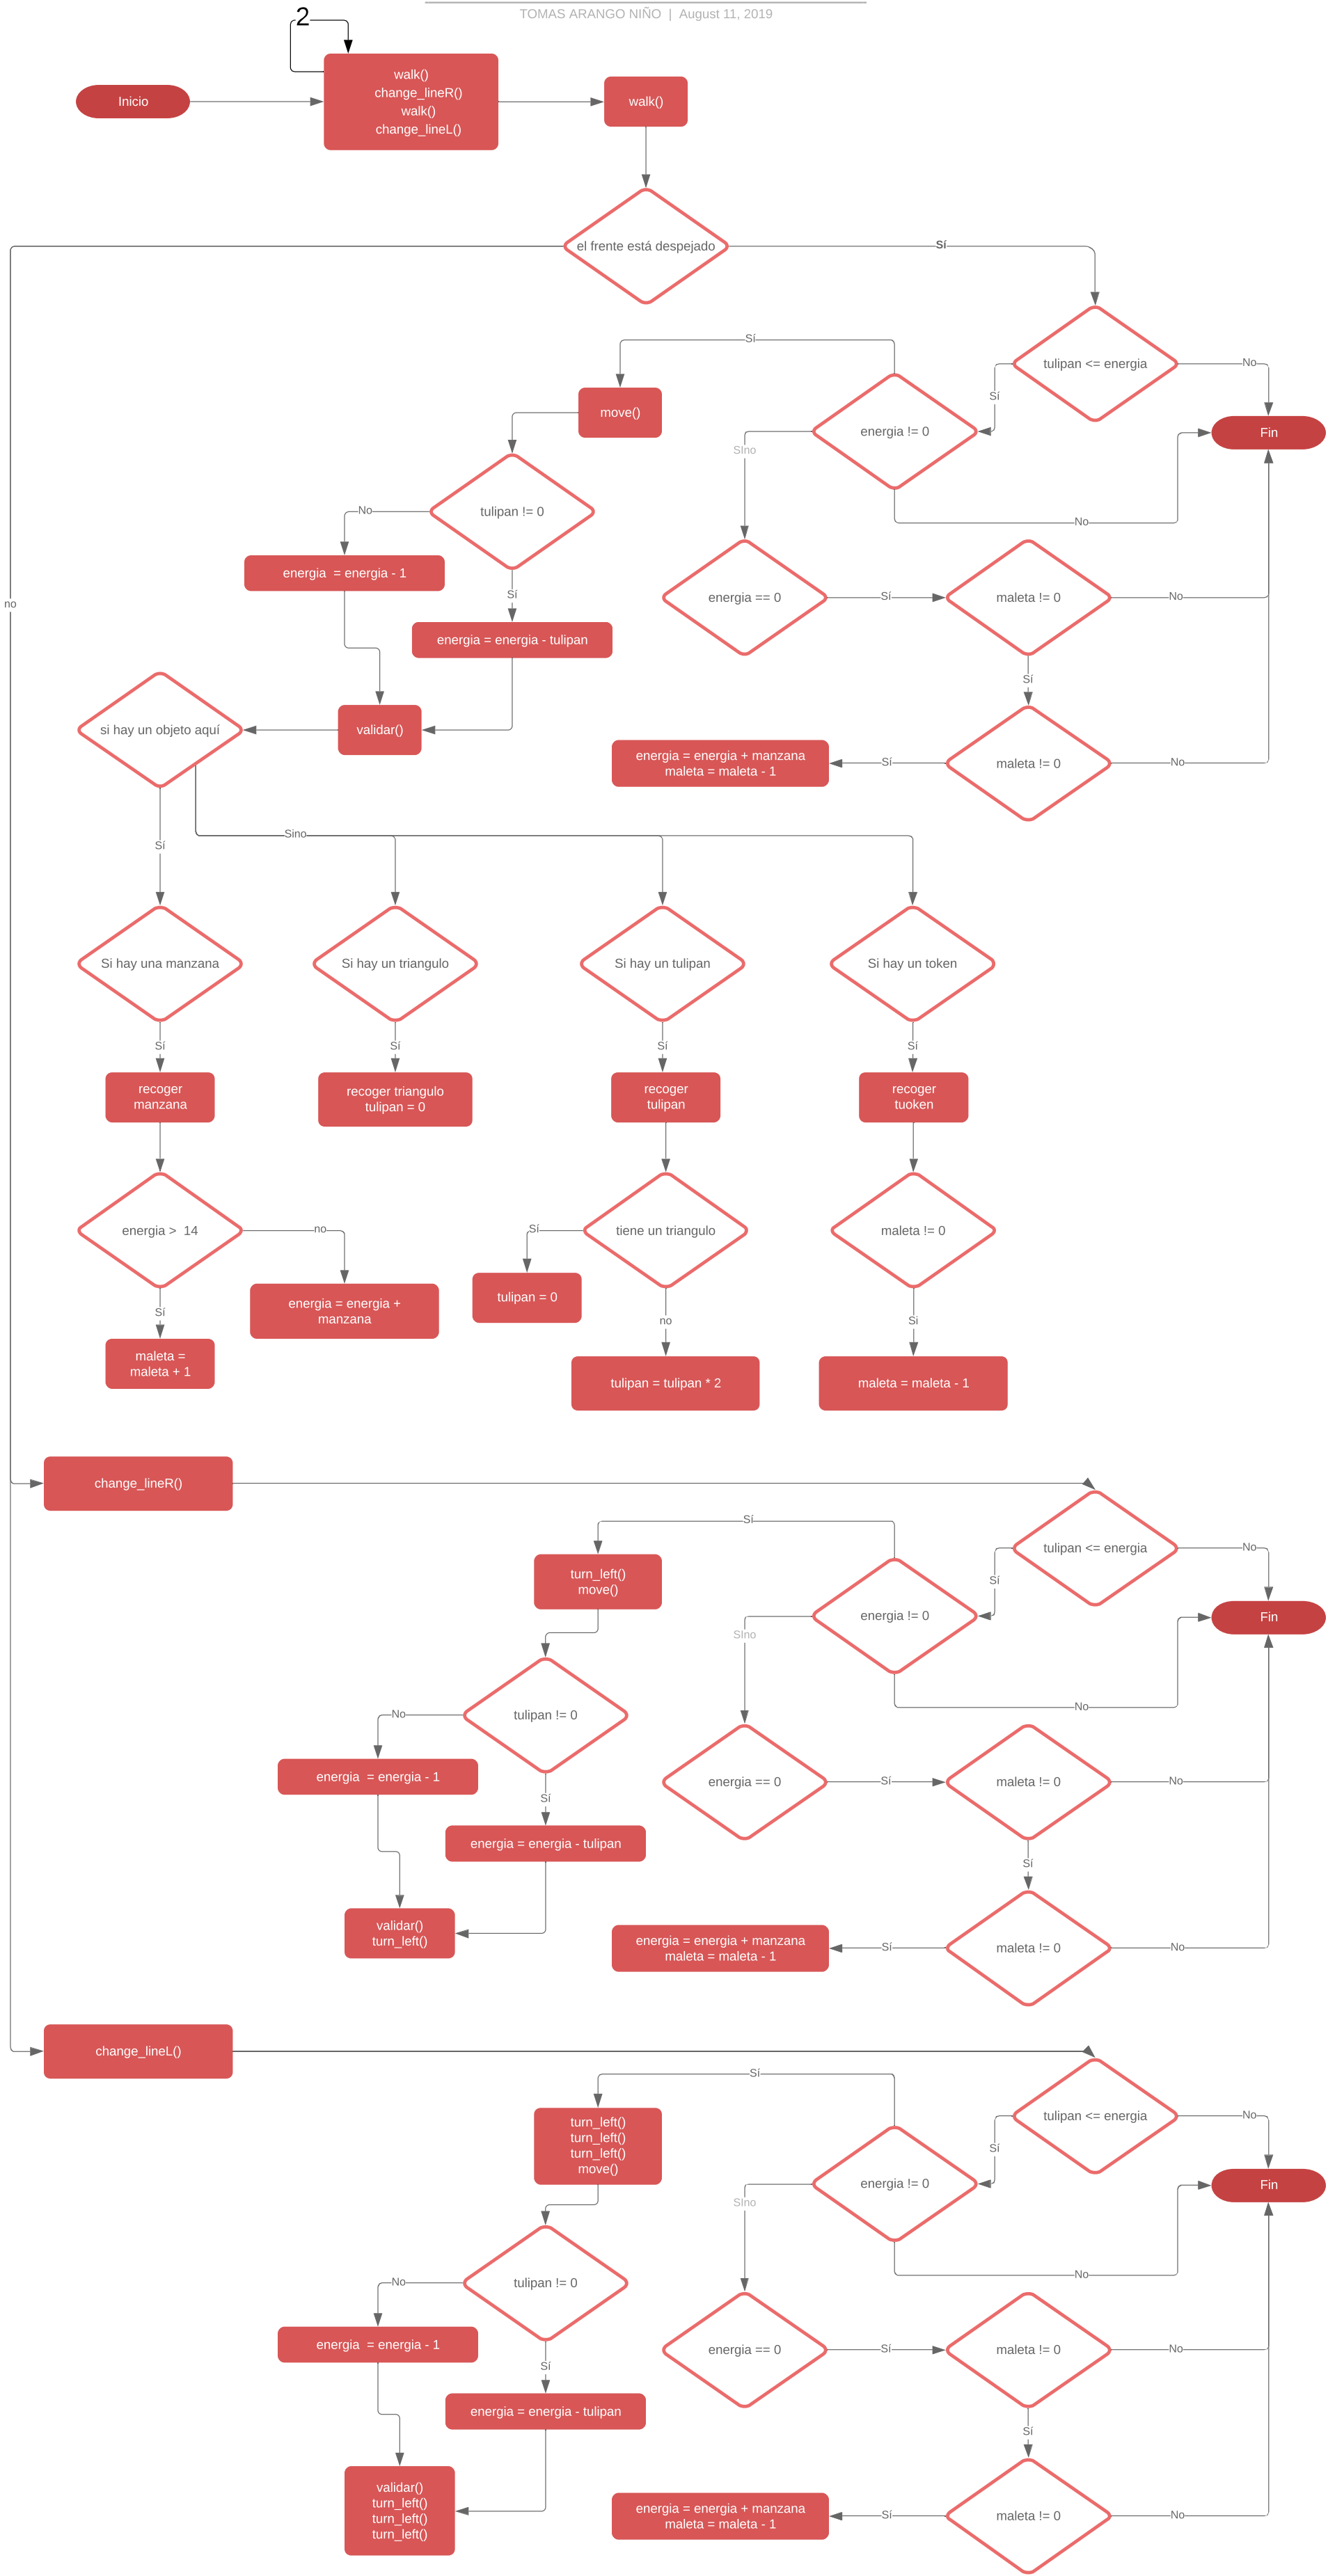 TOMAS ARANGO NIÑO | August 11, 2019
2
Inicio
walk()
change_lineR()
walk()
change_lineL()
walk()
el frente está despejado
sí
no
tulipan <= energia
No
Sí
Fin
energia != 0
Sí
SIno
No
move()
tulipan != 0
No
energia = energia - 1
Sí
energia = energia - tulipan
energia == 0
Sí
maleta != 0
No
Sí
validar()
si hay un objeto aquí
energia = energia + manzana
maleta = maleta - 1
Sí
maleta != 0
No
Sí
Sino
Si hay una manzana
Si hay un triangulo
Si hay un tulipan
Si hay un token
Sí
Sí
Sí
Sí
recoger
manzana
recoger triangulo
tulipan = 0
recoger
tulipan
recoger
tuoken
energia > 14
no
energia = energia +
manzana
Sí
maleta =
maleta + 1
tiene un triangulo
Sí
tulipan = 0
no
tulipan = tulipan * 2
maleta != 0
Si
maleta = maleta - 1
change_lineR()
tulipan <= energia
No
Sí
Fin
energia != 0
Sí
SIno
No
turn_left()
move()
tulipan != 0
No
energia = energia - 1
Sí
energia = energia - tulipan
energia == 0
Sí
maleta != 0
No
Sí
validar()
turn_left()
energia = energia + manzana
maleta = maleta - 1
Sí
maleta != 0
No
change_lineL()
tulipan <= energia
No
Sí
Fin
energia != 0
Sí
SIno
No
turn_left()
turn_left()
turn_left()
move()
tulipan != 0
No
energia = energia - 1
Sí
energia = energia - tulipan
energia == 0
Sí
maleta != 0
No
Sí
validar()
turn_left()
turn_left()
turn_left()
energia = energia + manzana
maleta = maleta - 1
Sí
maleta != 0
No